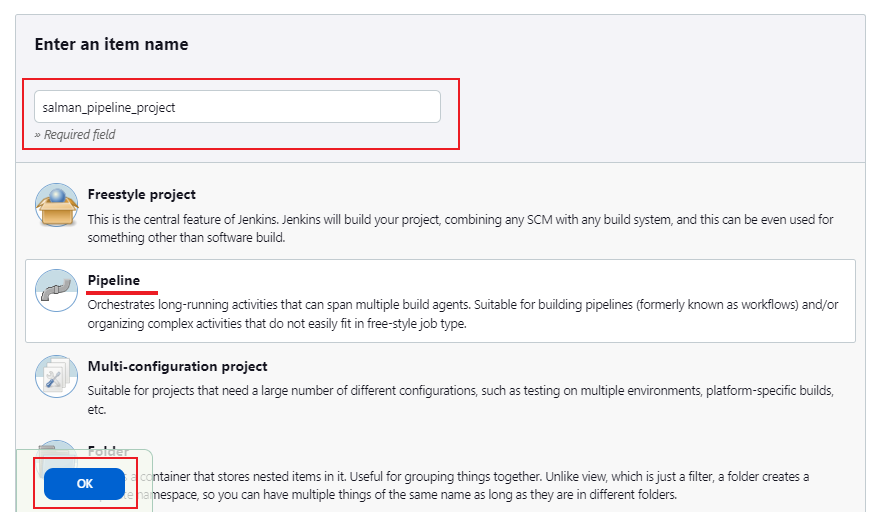 Enter an item name
salman_pipeline_project
» Required field
Freestyle project
This is the central feature of Jenkins. Jenkins will build your project, combining any SCM with any build system, and this can be even used for
something other than software build.
Pipeline
Orchestrates long-running activities that can span multiple build agents. Suitable for building pipelines (formerly known as workflows) and/or
organizing complex activities that do not easily fit in free-style job type.
Multi-configuration project
Suitable for projects that need a large number of different configurations, such as testing on multiple environments, platform-specific builds,
etc.
Folder
a container that stores nested items in it. Useful for grouping things together. Unlike view, which is just a filter, a folder creates a
OK
namespace, so you can have multiple things of the same name as long as they are in different folders.